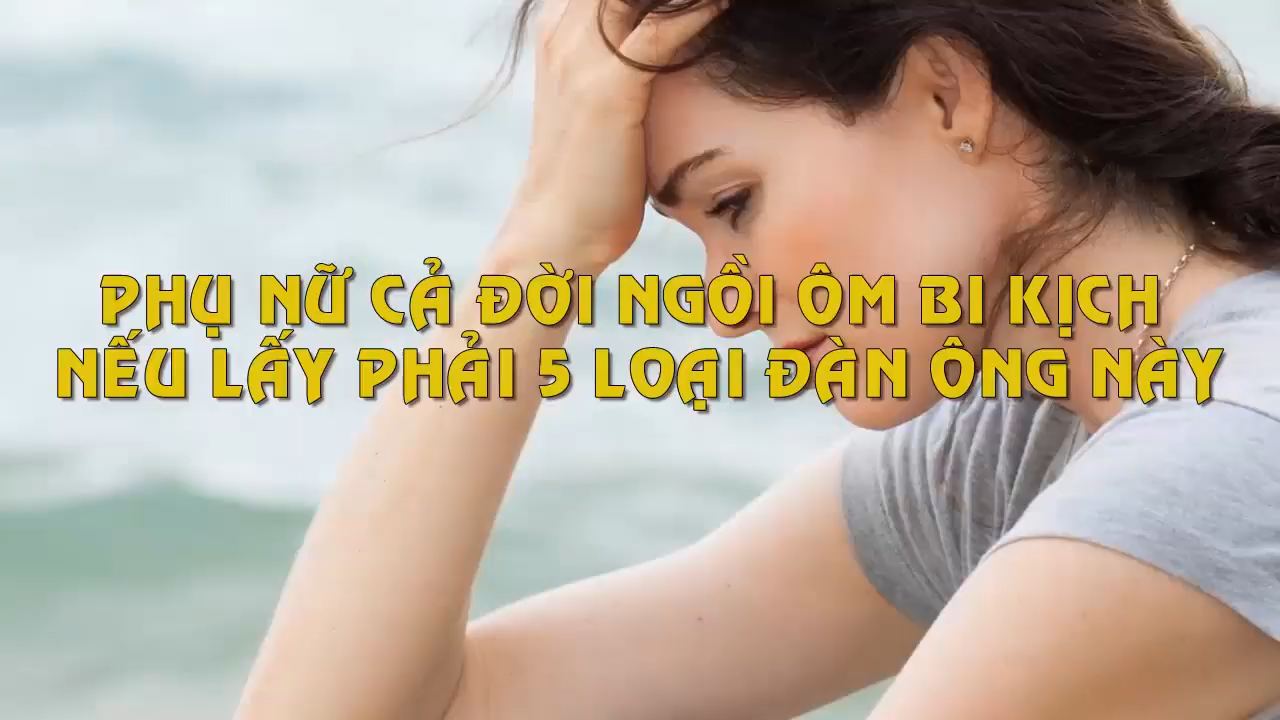 PHỤ NỮ CẢ ĐỜI NGỒI ÔM BI KỊCH
NẾU LẤY PHẢI 5 LOẠI ĐÀN ÔNG NÀY